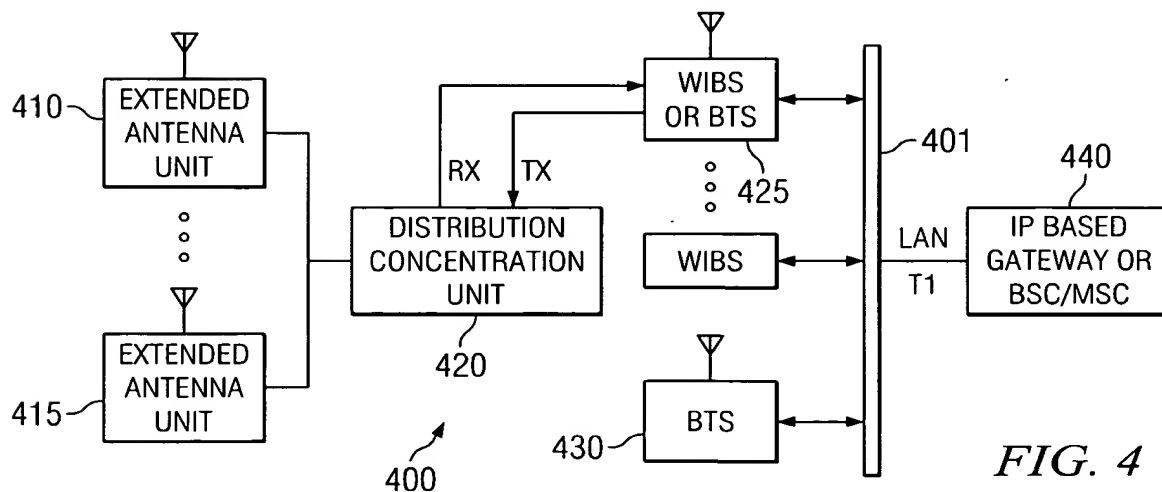 410
EXTENDED
ANTENNA
UNIT
415
EXTENDED
ANTENNA
UNIT
RX
TX
DISTRIBUTION
CONCENTRATION
UNIT
420
400
WIBS
OR BTS
425
WIBS
BTS
430
401
LAN
T1
440
IP BASED
GATEWAY OR
BSC/MSC
FIG. 4